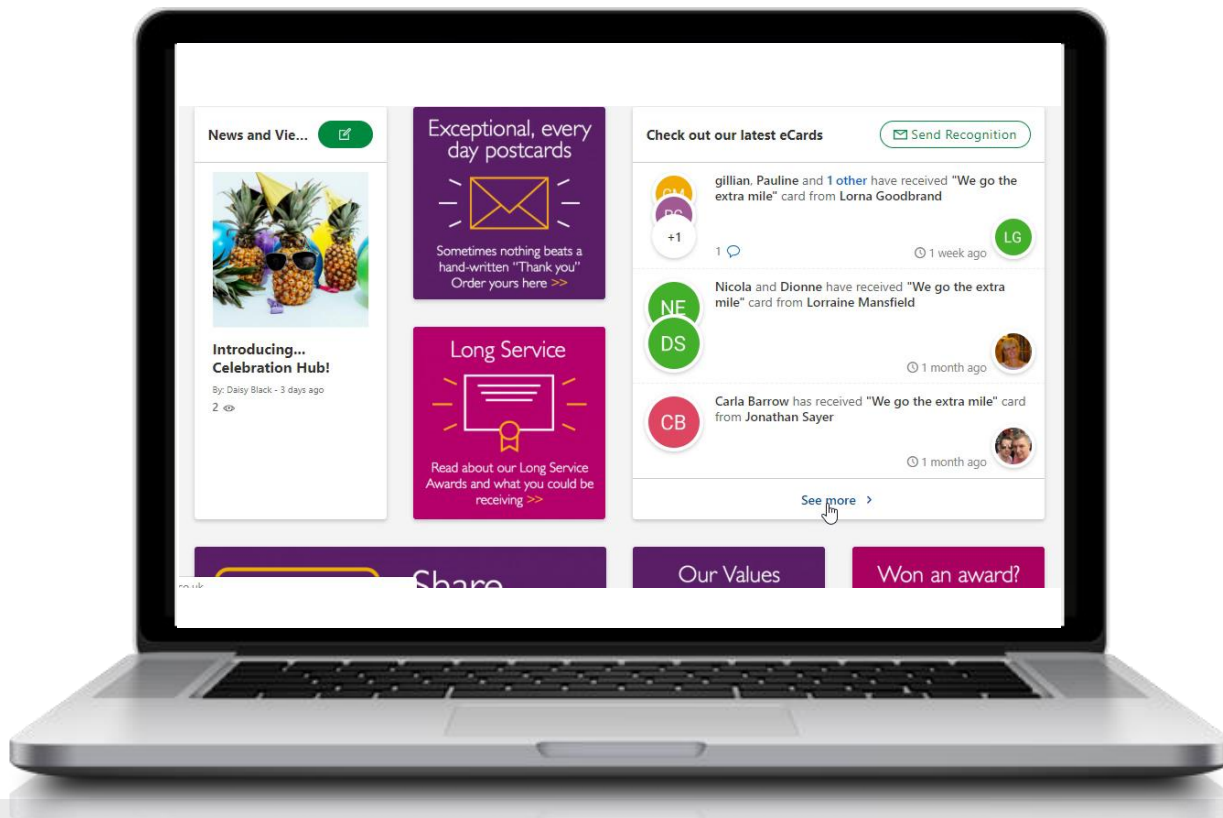 News and Vie...
Introducing...
Celebration Hub!
By: Daisy Black - 3 days ago
2
Exceptional, every
day postcards
Sometimes nothing beats a
hand-written "Thank you"
Order yours here >>
Long Service
Read about our Long Service
Awards and what you could be
receiving >>
Check out our latest eCards
Send Recognition
GM
+1
gillian, Pauline and 1 other have received "We go the
extra mile" card from Lorna Goodbrand
1
1 week ago
LG
NE
DS
Nicola and Dionne have received "We go the extra
mile" card from Lorraine Mansfield
1 month ago
CB
Carla Barrow has received "We go the extra mile" card
from Jonathan Sayer
1 month ago
See more >
Share
Our Values
Won an award?